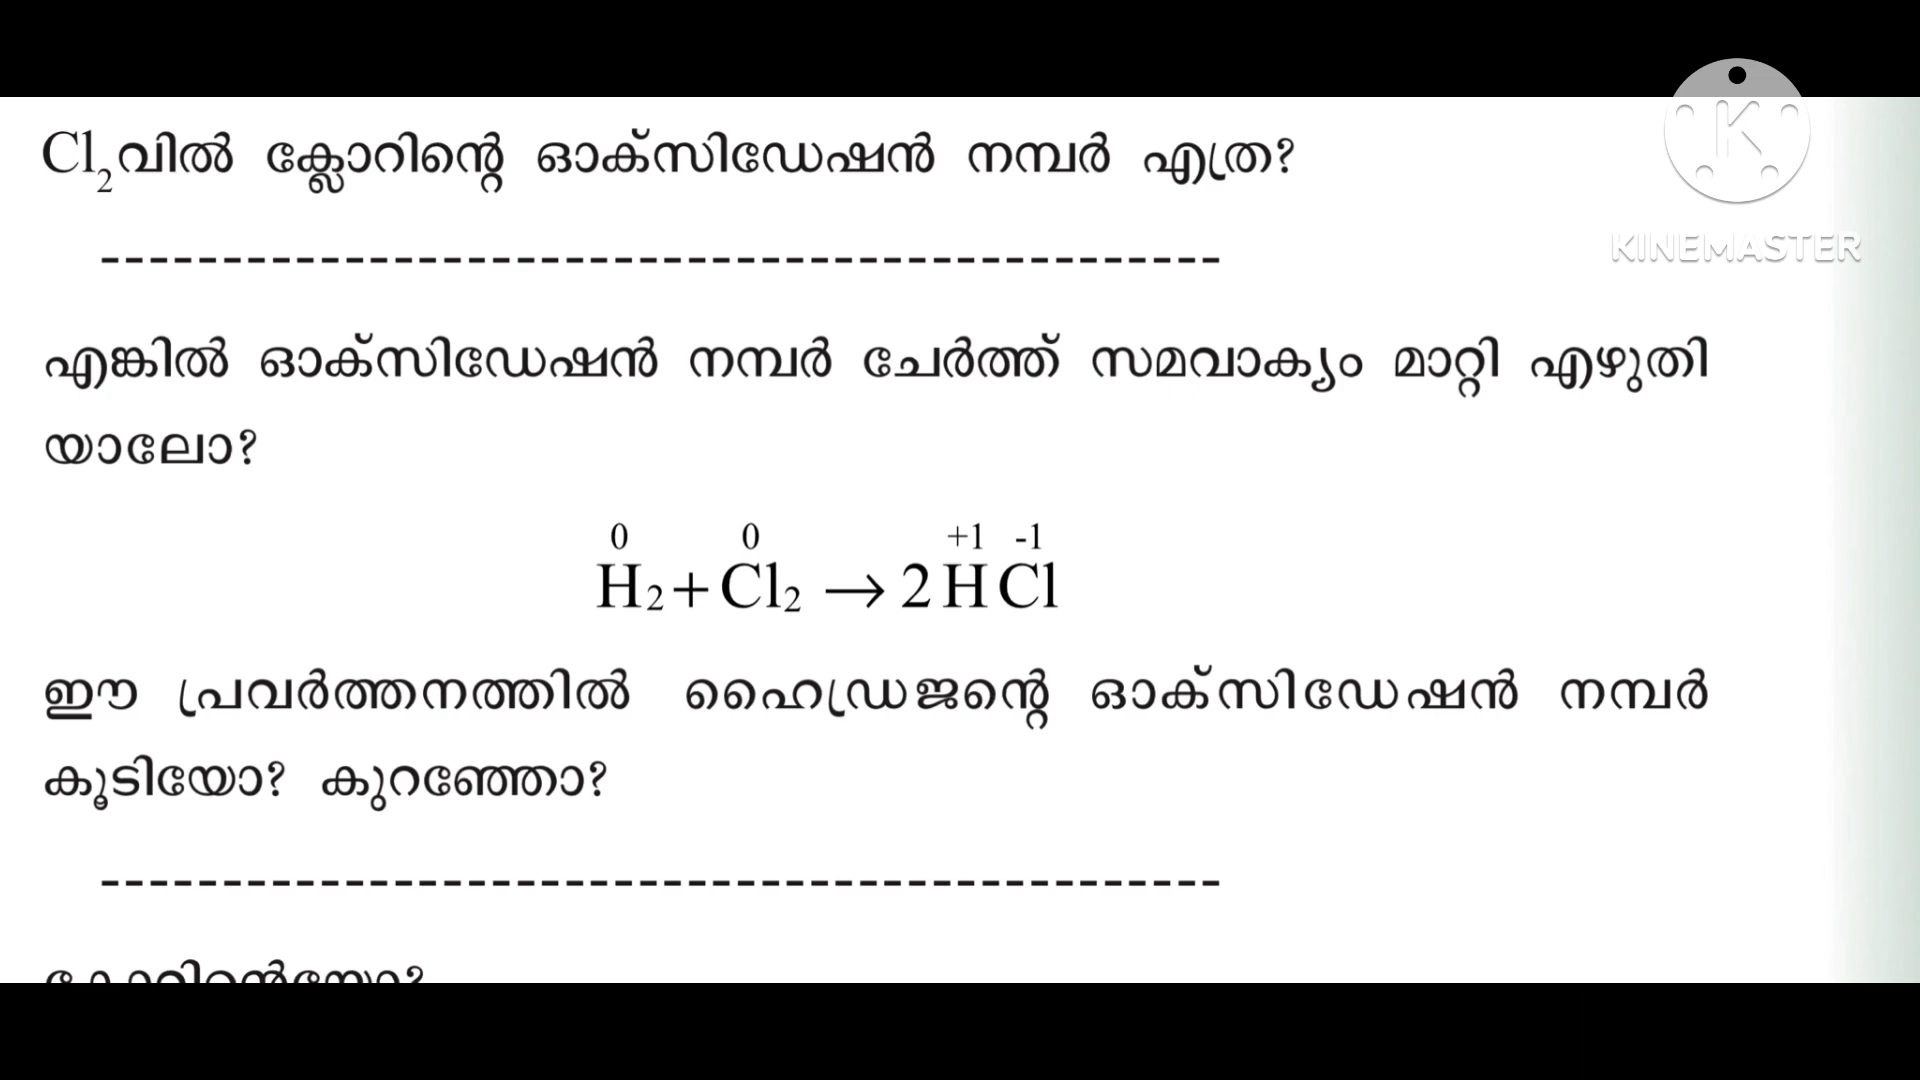 Cl₂വിൽ ക്ലോറിന്റെ ഓക്സിഡേഷൻ നമ്പർ എത്ര?
KINEMASTER
----------------------------------------------
എങ്കിൽ ഓക്സിഡേഷൻ നമ്പർ ചേർത്ത് സമവാക്യം മാറ്റി എഴുതി
യാലോ?
0 0 +1 -1
H₂ + Cl₂ → 2 H Cl
ഈ പ്രവർത്തനത്തിൽ ഹൈഡ്രജന്റെ ഓക്സിഡേഷൻ നമ്പർ
കൂടിയോ? കുറഞ്ഞോ?
----------------------------------------------